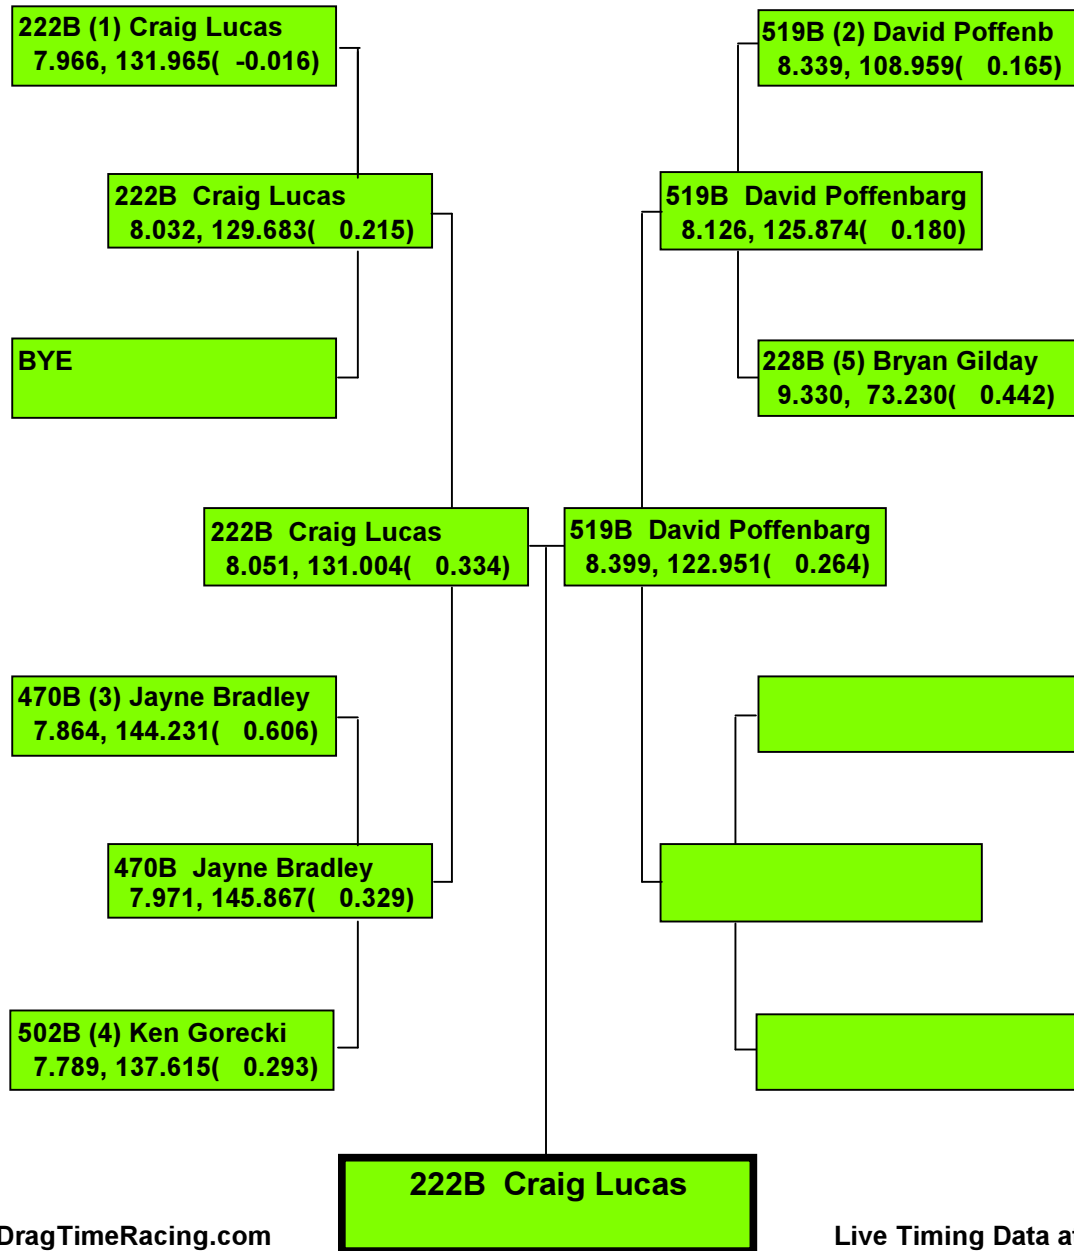 222B (1) Craig Lucas
7.966, 131.965( -0.016)
519B (2) David Poffenb
8.339, 108.959( 0.165)
222B Craig Lucas
8.032, 129.683( 0.215)
519B David Poffenbarg
8.126, 125.874( 0.180)
BYE
228B (5) Bryan Gilday
9.330, 73.230( 0.442)
222B Craig Lucas
8.051, 131.004( 0.334)
519B David Poffenbarg
8.399, 122.951( 0.264)
470B (3) Jayne Bradley
7.864, 144.231( 0.606)
470B Jayne Bradley
7.971, 145.867( 0.329)
502B (4) Ken Gorecki
7.789, 137.615( 0.293)
222B Craig Lucas
DragTimeRacing.com
Live Timing Data at